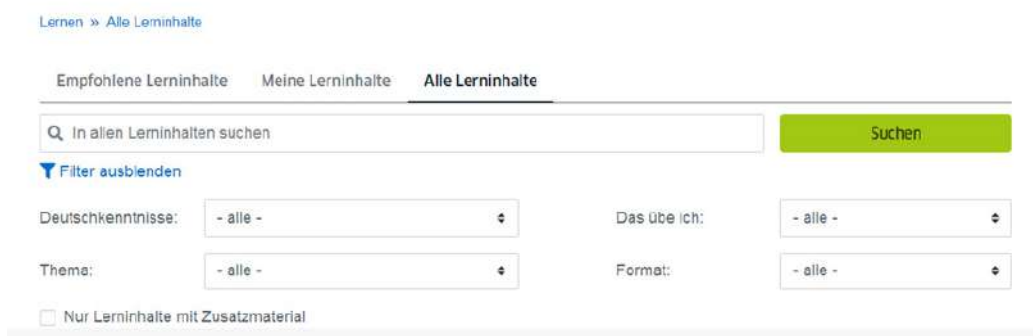 Lernen » Alle Lerninhalte
Empfohlene Lerninhalte Meine Lerninhalte Alle Lerninhalte
In allen Lerninhalten suchen Suchen
Filter ausblenden
Deutschkenntnisse: - alle - Das übe ich: - alle -
Thema: - alle - Format: - alle -
Nur Lerninhalte mit Zusatzmaterial